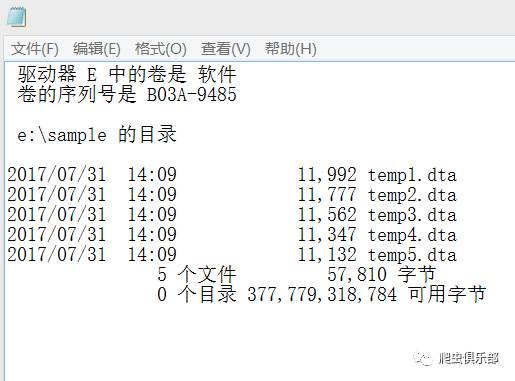 文件(F) 编辑(E) 格式(O) 查看(V) 帮助(H)
驱动器 E 中的卷是 软件
卷的序列号是 B03A-9485
e:\sample 的目录
2017/07/31 14:09 11,992 temp1.dta
2017/07/31 14:09 11,777 temp2.dta
2017/07/31 14:09 11,562 temp3.dta
2017/07/31 14:09 11,347 temp4.dta
2017/07/31 14:09 11,132 temp5.dta
5 个文件 57,810 字节
0 个目录 377,779,318,784 可用字节
爬虫俱乐部